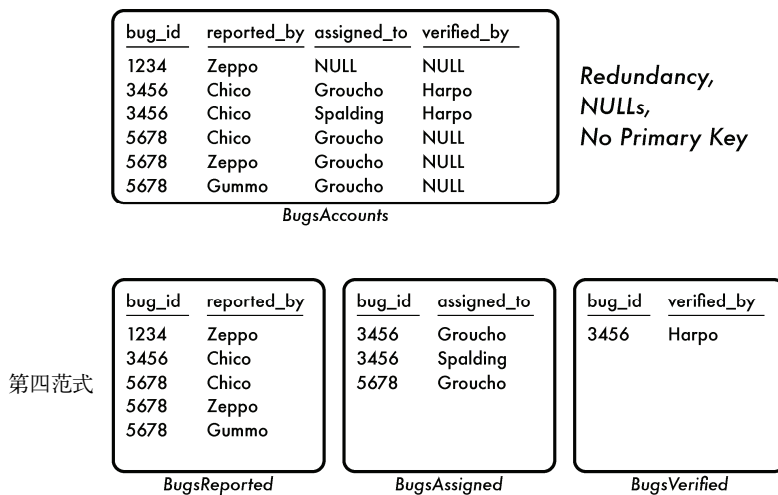 bug_id reported_by assigned_to verified_by
1234 Zeppo NULL NULL
3456 Chico Groucho Harpo
3456 Chico Spalding Harpo
5678 Chico Groucho NULL
5678 Zeppo Groucho NULL
5678 Gummo Groucho NULL
BugsAccounts
Redundancy,
NULLs,
No Primary Key
第四范式
bug_id reported_by
1234 Zeppo
3456 Chico
5678 Chico
5678 Zeppo
5678 Gummo
BugsReported
bug_id assigned_to
3456 Groucho
3456 Spalding
5678 Groucho
BugsAssigned
bug_id verified_by
3456 Harpo
BugsVerified